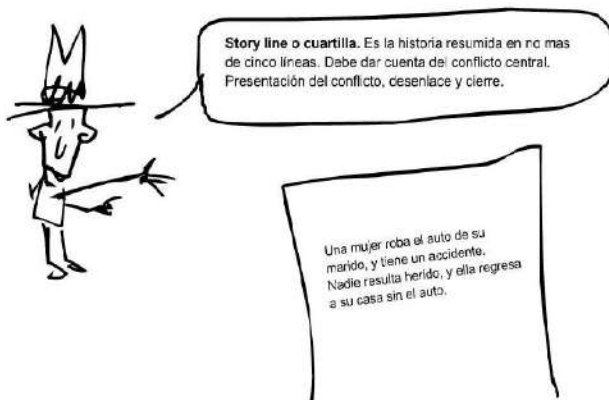 Story line o cuartilla. Es la historia resumida en no mas
de cinco líneas. Debe dar cuenta del conflicto central.
Presentación del conflicto, desenlace y cierre.
Una mujer roba el auto de su
marido, y tiene un accidente.
Nadie resulta herido, y ella regresa
a su casa sin el auto.